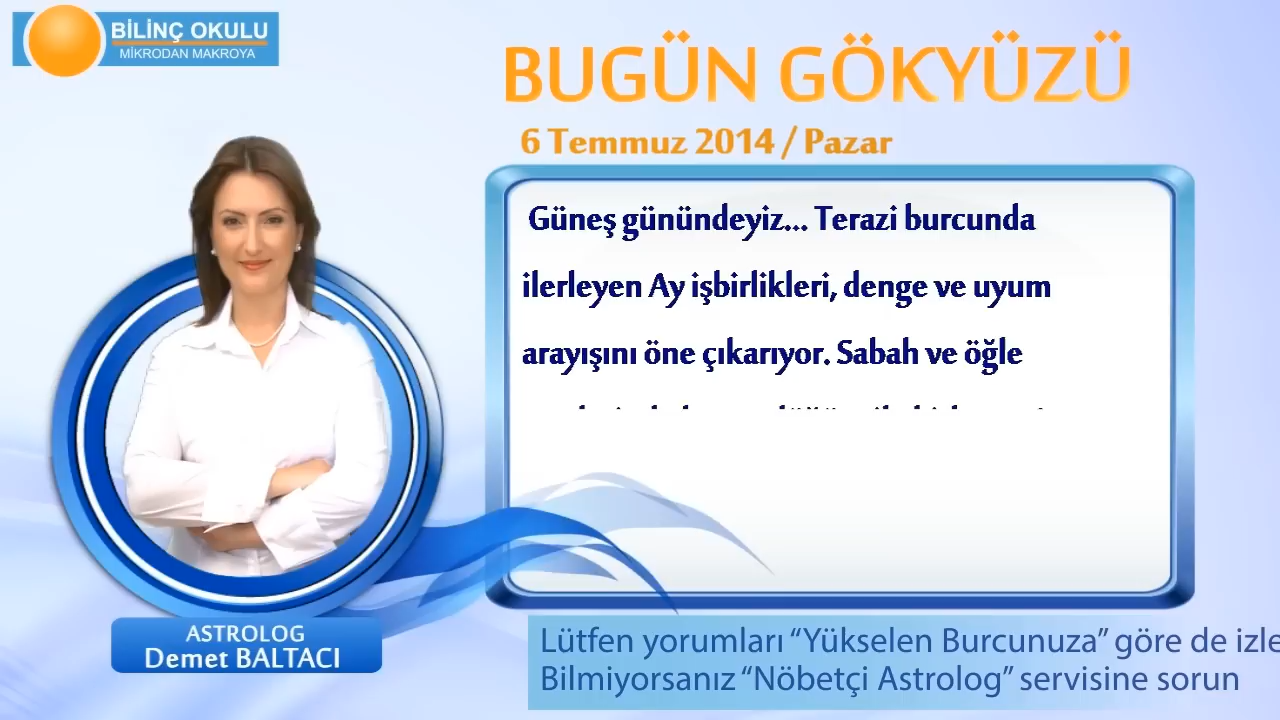 BİLİNÇ OKULU
MİKRODAN MAKROYA
BUGÜN GÖKYÜZÜ
6 Temmuz 2014 / Pazar
Güneş günündeyiz... Terazi burcunda
ilerleyen Ay işbirlikleri, denge ve uyum
arayışını öne çıkarıyor. Sabah ve öğle
ASTROLOG
Demet BALTACI
Lütfen yorumları “Yükselen Burcunuza” göre de izle
Bilmiyorsanız “Nöbetçi Astrolog” servisine sorun